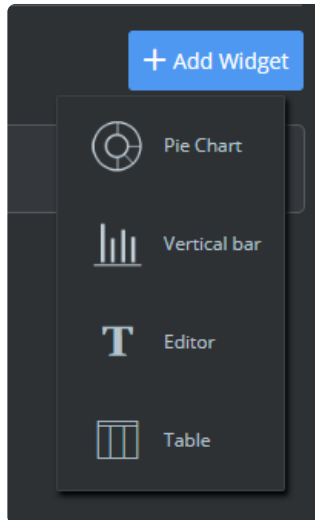 + Add Widget
Pie Chart
Vertical bar
T Editor
Table